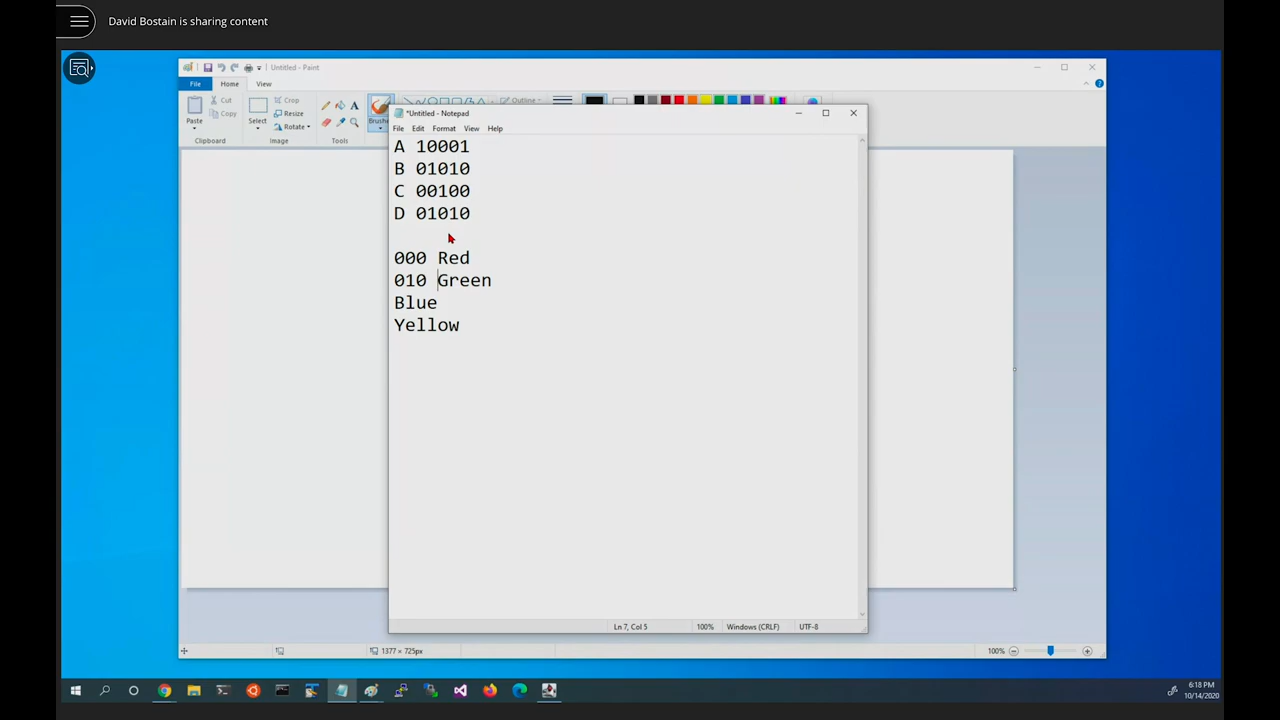 David Bostain is sharing content
Untitled - Paint
File Home View
Cut
Copy
Paste
Clipboard
Crop
Resize
Rotate
Select
Image
Tools
Brushes
Outline
*Untitled - Notepad
File Edit Format View Help
A 10001
B 01010
C 00100
D 01010
000 Red
010 Green
Blue
Yellow
Ln 7, Col 5 100% Windows (CRLF) UTF-8
1377 × 725px 100%
6:18 PM
10/14/2020